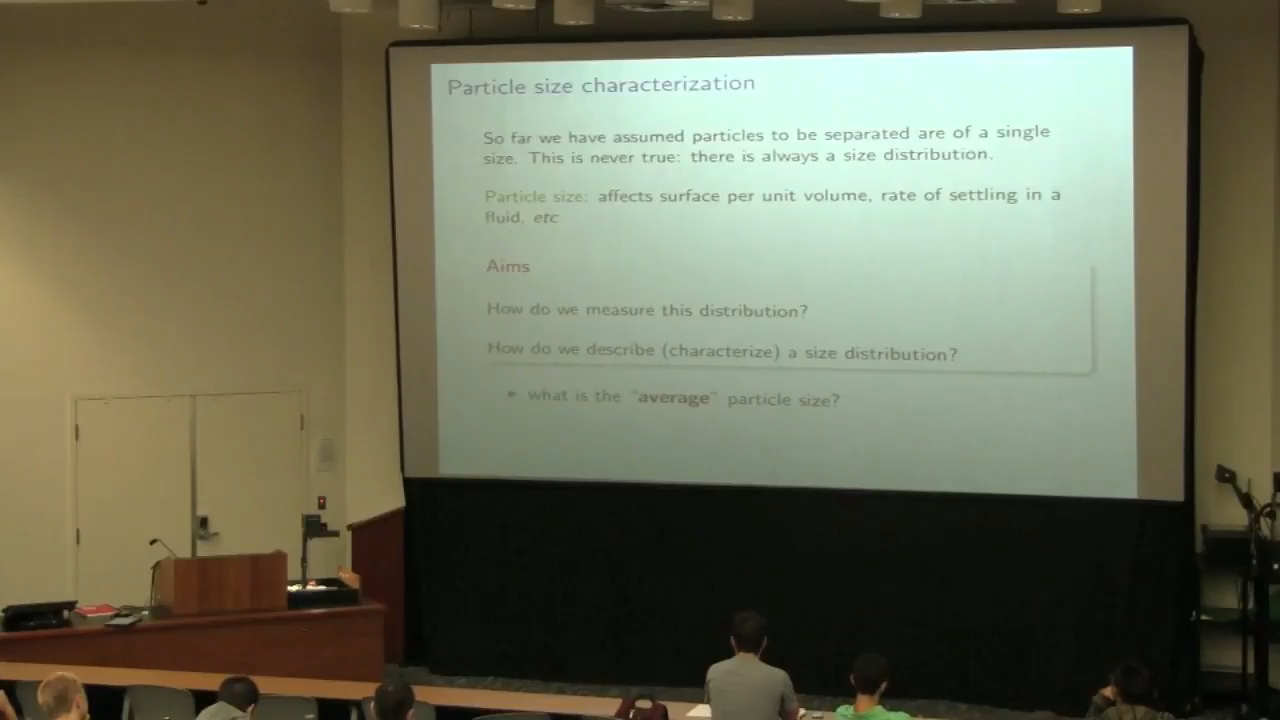 Particle size characterization
So far we have assumed particles to be separated are of a single
size. This is never true: there is always a size distribution.
Particle size: affects surface per unit volume, rate of settling in a
fluid, etc
Aims
How do we measure this distribution?
How do we describe (characterize) a size distribution?
▶ what is the "average" particle size?